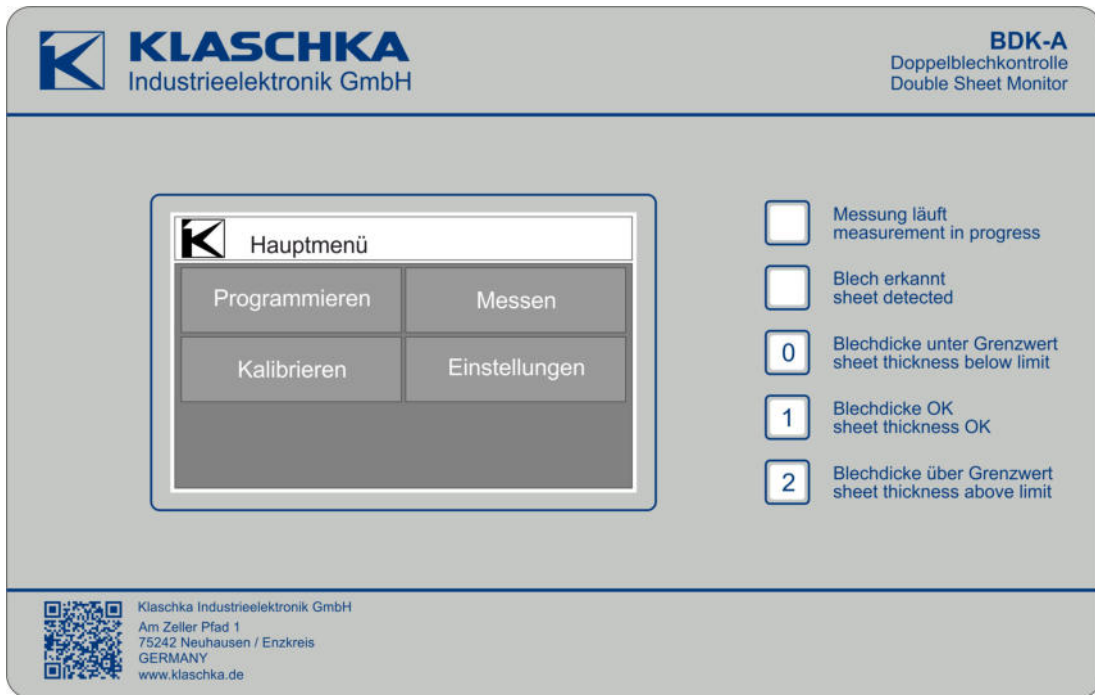 KLASCHKA
Industrieelektronik GmbH
BDK-A
Doppelblechkontrolle
Double Sheet Monitor
Hauptmenü
Programmieren
Messen
Kalibrieren
Einstellungen
Messung läuft
measurement in progress
Blech erkannt
sheet detected
0
Blechdicke unter Grenzwert
sheet thickness below limit
1
Blechdicke OK
sheet thickness OK
2
Blechdicke über Grenzwert
sheet thickness above limit
Klaschka Industrieelektronik GmbH
Am Zeller Pfad 1
75242 Neuhausen / Enzkreis
GERMANY
www.klaschka.de